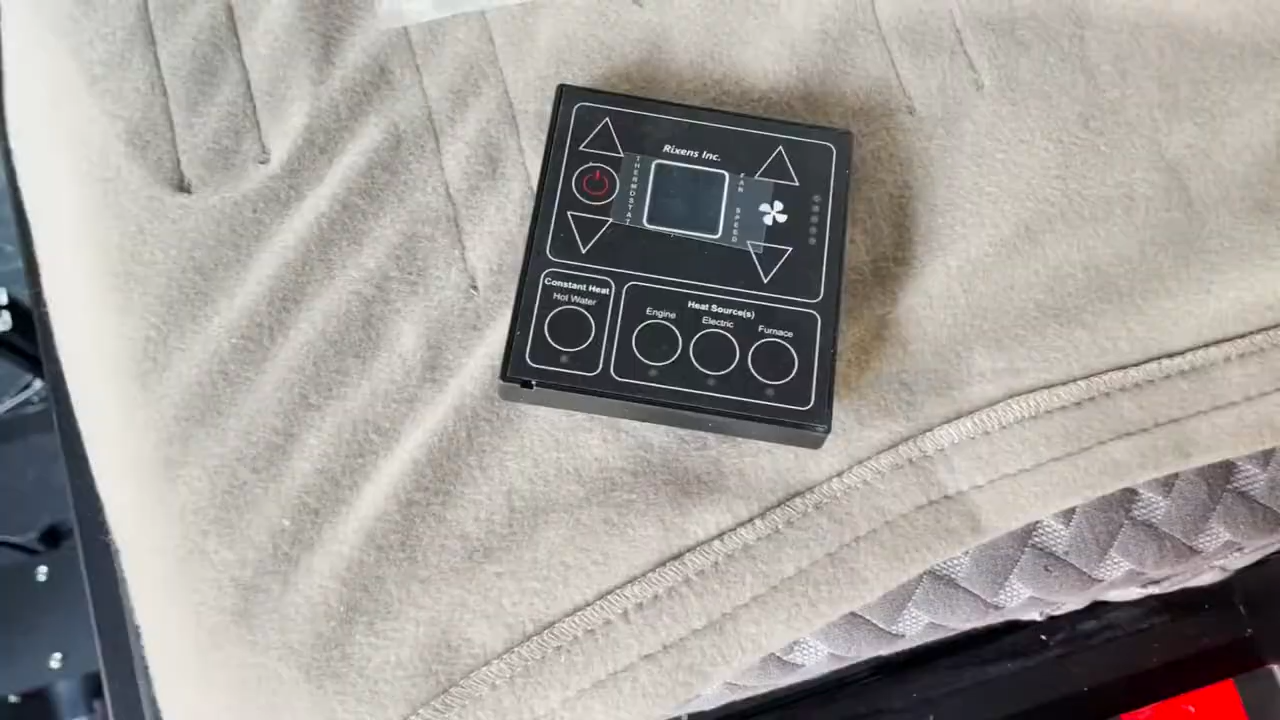 Rixens Inc.
THERMOSTAT
FAN SPEED
Constant Heat
Hot Water
Heat Source(s)
Engine
Electric
Furnace